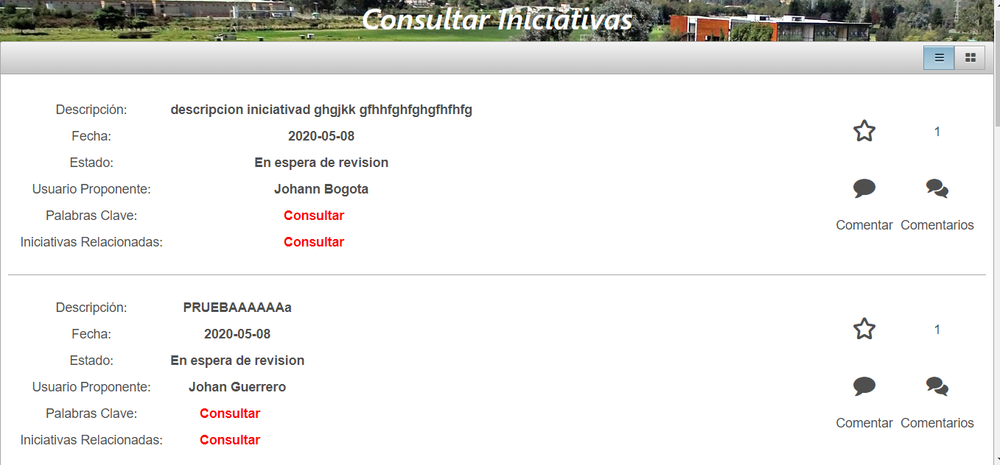 Consultar Iniciativas
Descripción: descripcion iniciativad ghgjkk gfhhfghfghgfhfhfg
Fecha: 2020-05-08
1
Estado: En espera de revision
Usuario Proponente: Johann Bogota
Palabras Clave: Consultar
Comentar Comentarios
Iniciativas Relacionadas: Consultar
Descripción: PRUEBAAAAAAa
Fecha: 2020-05-08
1
Estado: En espera de revision
Usuario Proponente: Johan Guerrero
Palabras Clave: Consultar
Comentar Comentarios
Iniciativas Relacionadas: Consultar